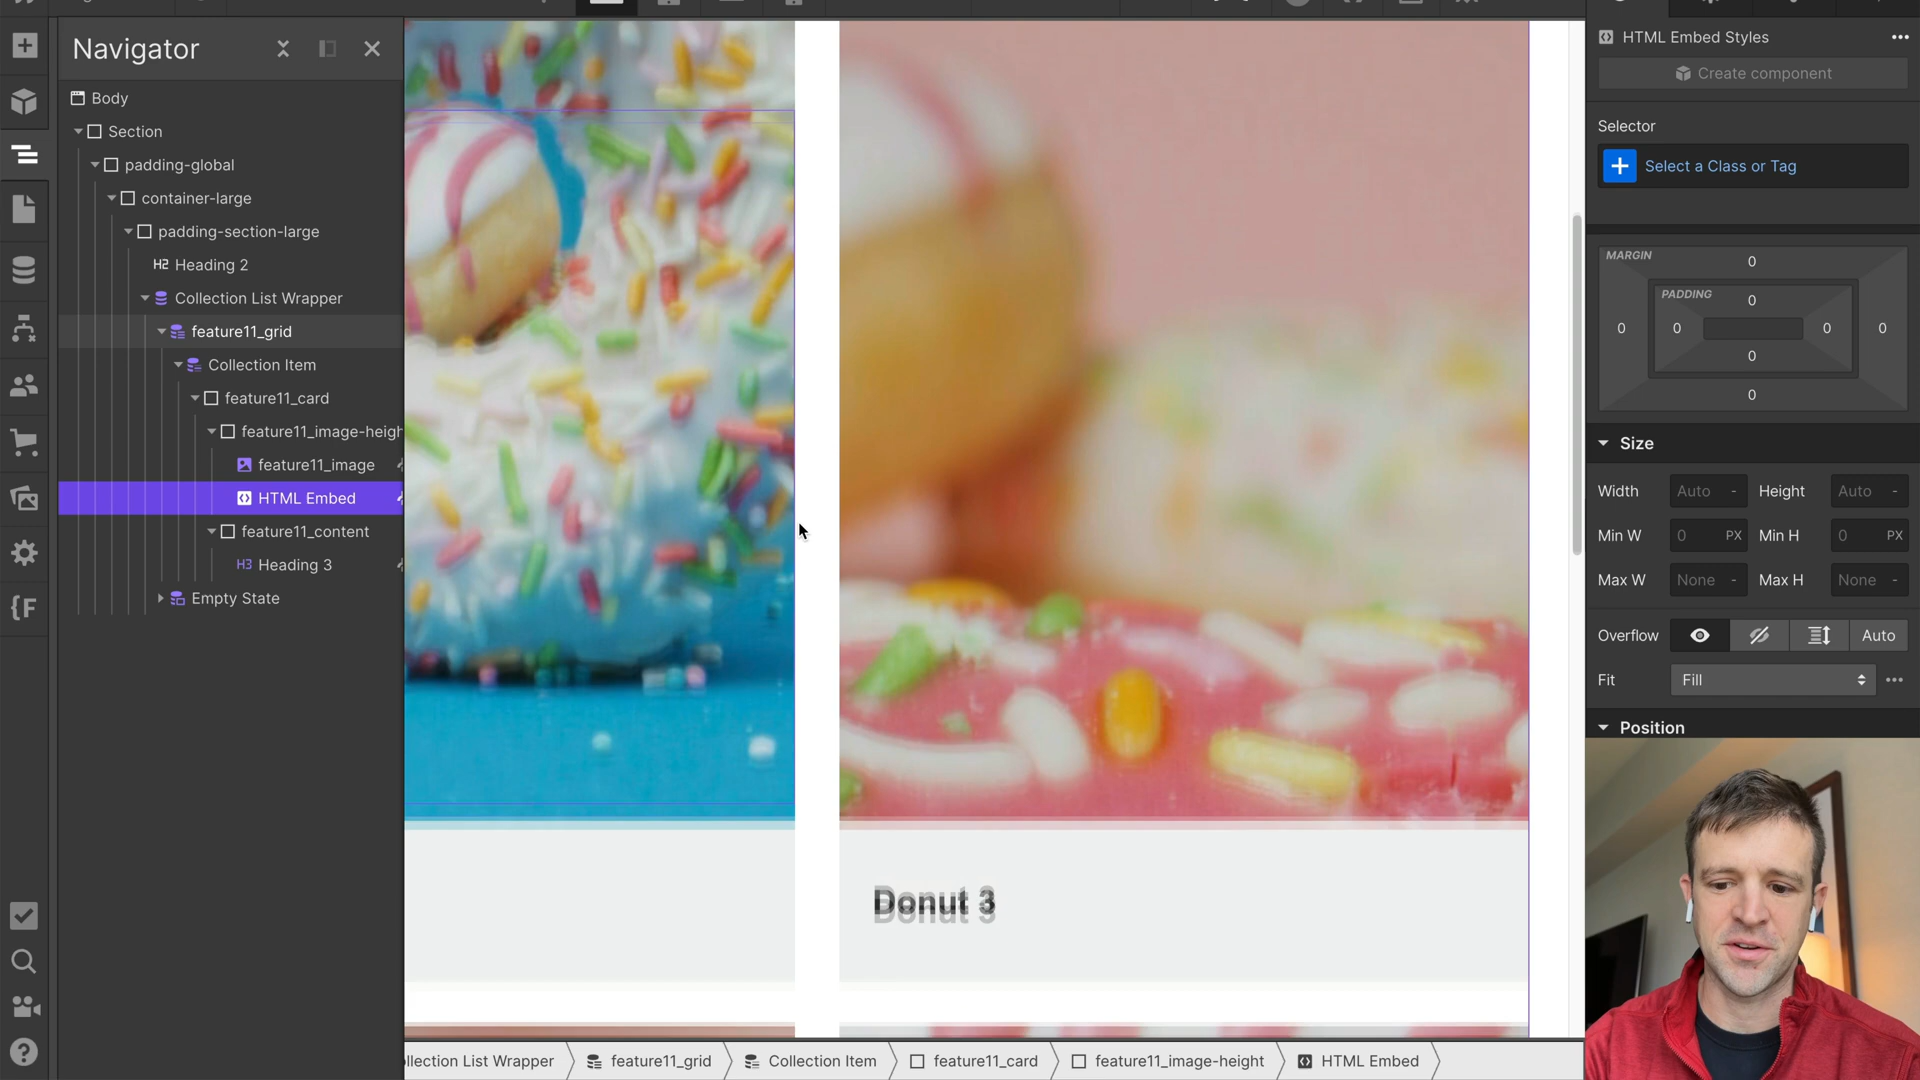 Navigator
Body
Section
padding-global
container-large
padding-section-large
H2 Heading 2
Collection List Wrapper
feature11_grid
Collection Item
feature11_card
feature11_image-heigh
feature11_image
HTML Embed
feature11_content
H3 Heading 3
Empty State
Donut 3
HTML Embed Styles
Create component
Selector
Select a Class or Tag
MARGIN
0
PADDING
0
0 0 0 0
0
0
Size
Width Auto - Height Auto -
Min W 0 PX Min H 0 PX
Max W None - Max H None -
Overflow Auto
Fit Fill
Position
llection List Wrapper feature11_grid Collection Item feature11_card feature11_image-height HTML Embed